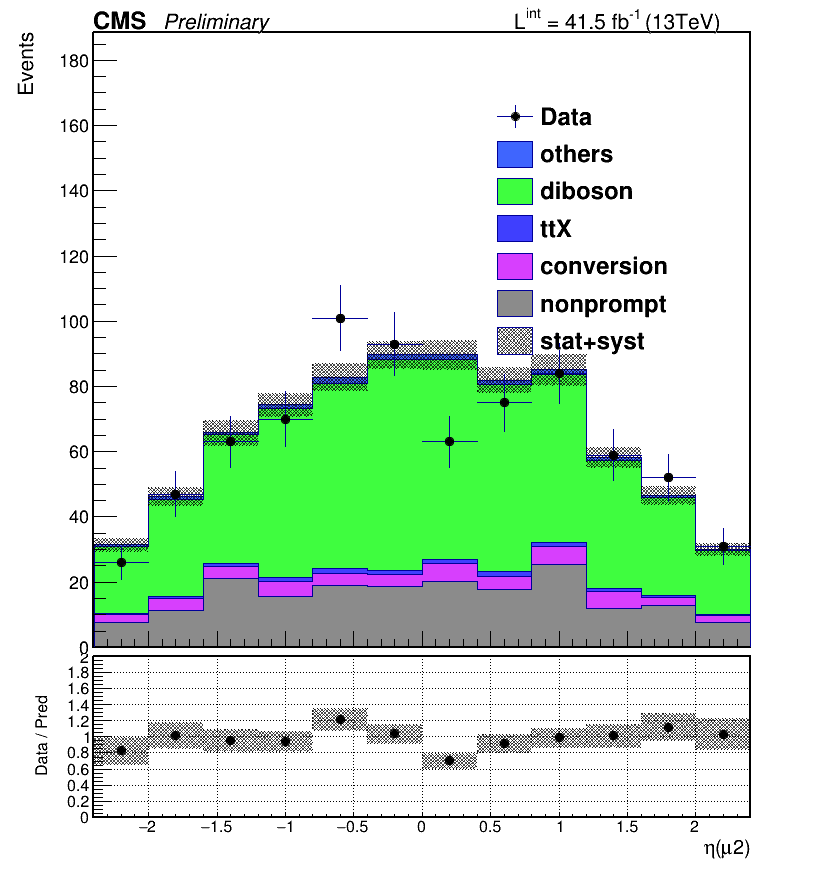 CMS Preliminary L^int = 41.5 fb^-1 (13TeV)
Events
180
160
140
120
100
80
60
40
20
0
Data
others
diboson
ttX
conversion
nonprompt
stat+syst
Data / Pred
2
1.8
1.6
1.4
1.2
1
0.8
0.6
0.4
0.2
0
−2 −1.5 −1 −0.5 0 0.5 1 1.5 2
η(μ2)